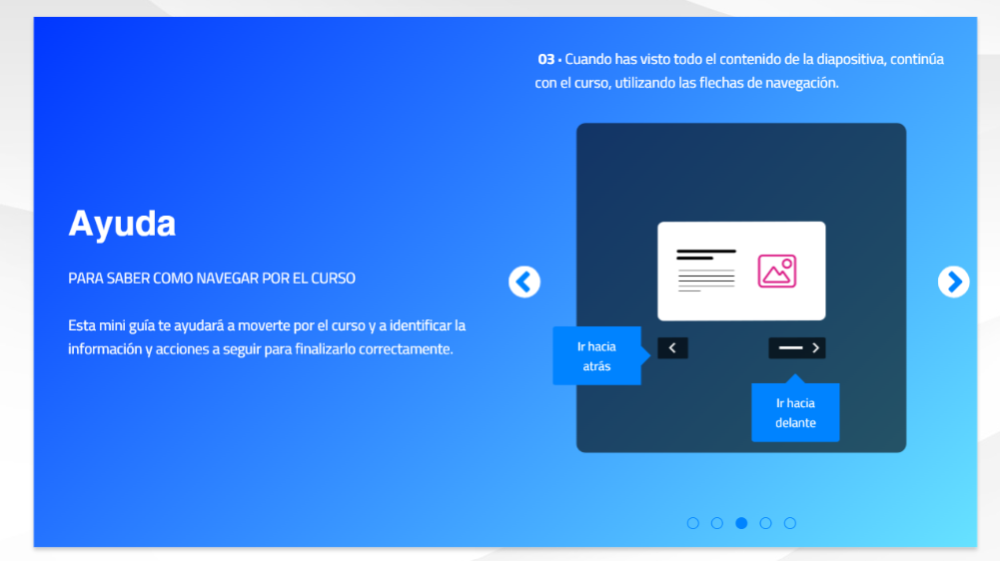 Ayuda
PARA SABER COMO NAVEGAR POR EL CURSO
Esta mini guía te ayudará a moverte por el curso y a identificar la
información y acciones a seguir para finalizarlo correctamente.
03 · Cuando has visto todo el contenido de la diapositiva, continúa
con el curso, utilizando las flechas de navegación.
Ir hacia
atrás
Ir hacia
delante